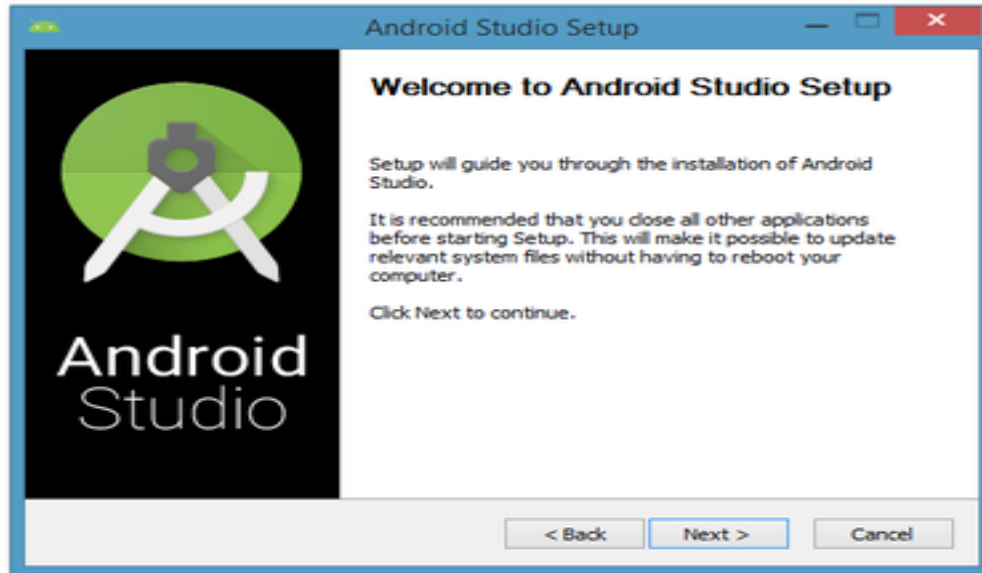 Android Studio Setup
Welcome to Android Studio Setup
Setup will guide you through the installation of Android
Studio.
It is recommended that you close all other applications
before starting Setup. This will make it possible to update
relevant system files without having to reboot your
computer.
Click Next to continue.
Android
Studio
< Back
Next >
Cancel